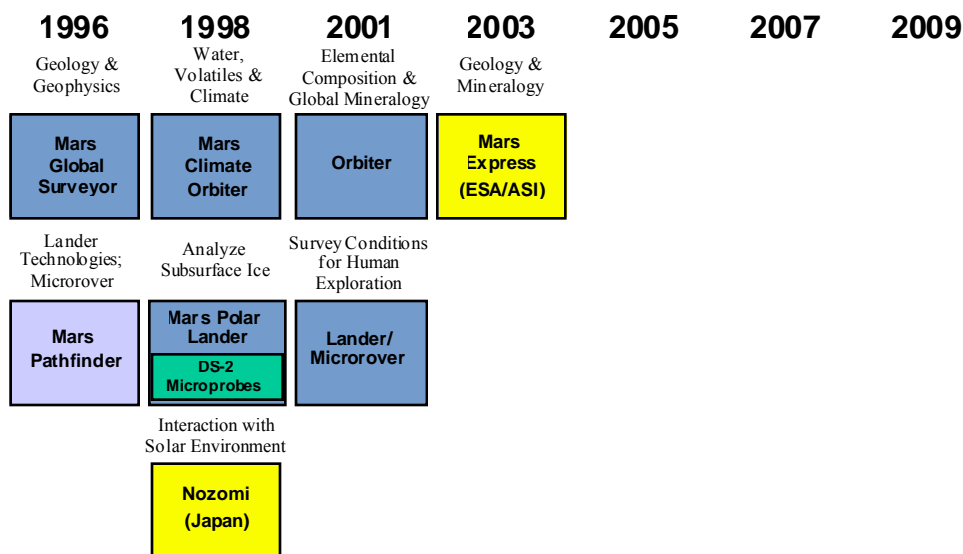 1996 1998 2001 2003 2005 2007 2009
Geology &
Geophysics
Water,
Volatiles &
Climate
Elemental
Composition &
Global Mineralogy
Geology &
Mineralogy
Mars
Global
Surveyor
Mars
Climate
Orbiter
Orbiter
Mars
Express
(ESA/ASI)
Lander
Technologies;
Microrover
Analyze
Subsurface Ice
Survey Conditions
for Human
Exploration
Mars
Pathfinder
Mars Polar
Lander
DS-2
Microprobes
Lander/
Microrover
Interaction with
Solar Environment
Nozomi
(Japan)